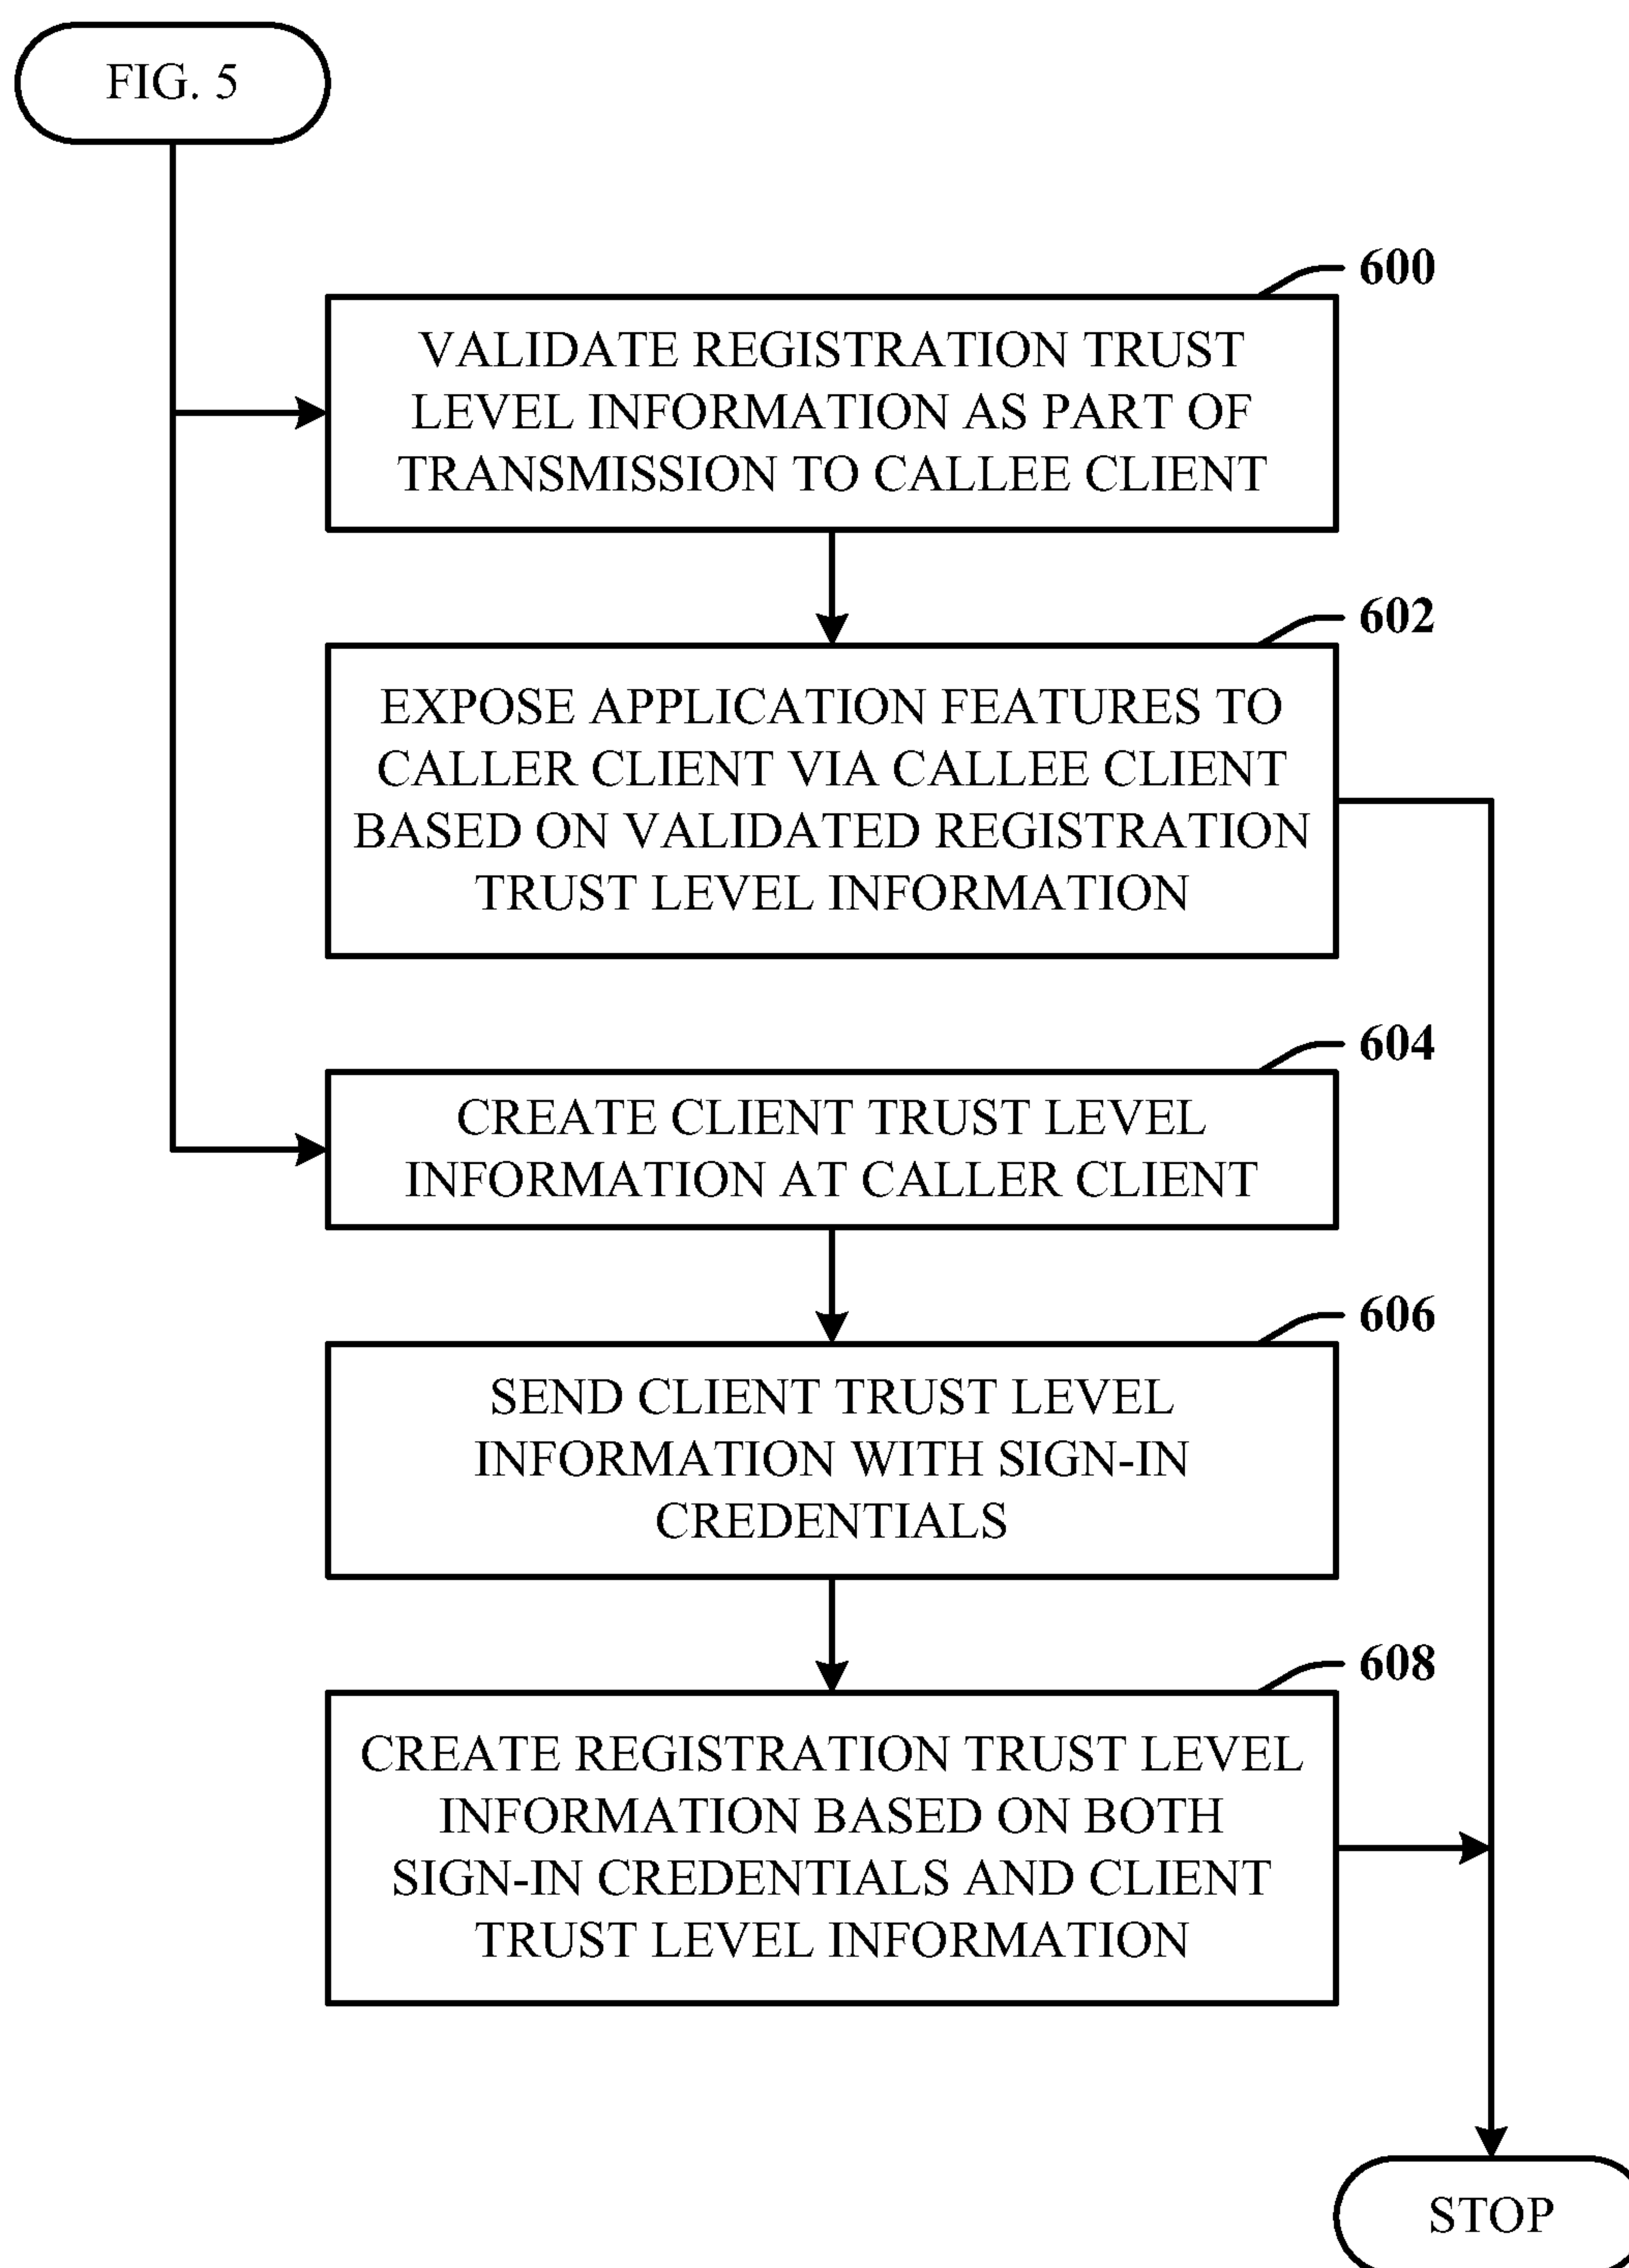 FIG. 5
600
VALIDATE REGISTRATION TRUST
LEVEL INFORMATION AS PART OF
TRANSMISSION TO CALLEE CLIENT
602
EXPOSE APPLICATION FEATURES TO
CALLER CLIENT VIA CALLEE CLIENT
BASED ON VALIDATED REGISTRATION
TRUST LEVEL INFORMATION
604
CREATE CLIENT TRUST LEVEL
INFORMATION AT CALLER CLIENT
606
SEND CLIENT TRUST LEVEL
INFORMATION WITH SIGN-IN
CREDENTIALS
608
CREATE REGISTRATION TRUST LEVEL
INFORMATION BASED ON BOTH
SIGN-IN CREDENTIALS AND CLIENT
TRUST LEVEL INFORMATION
STOP